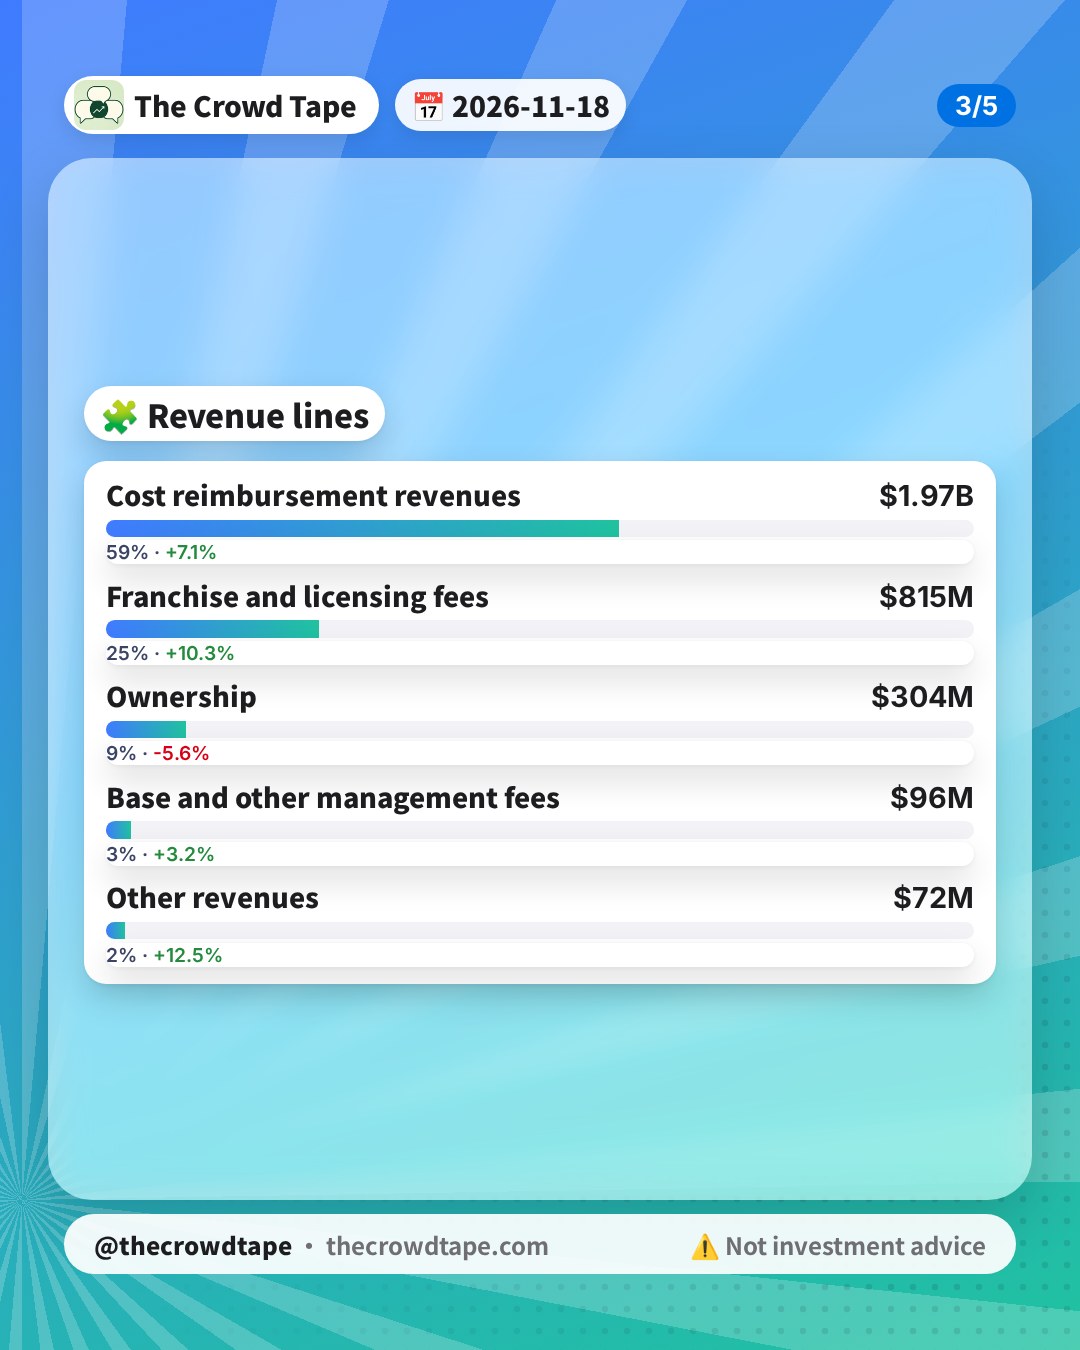 The Crowd Tape
📅 2026-11-18
3/5
🧩 Revenue lines
Cost reimbursement revenues $1.97B
59% · +7.1%
Franchise and licensing fees $815M
25% · +10.3%
Ownership $304M
9% · -5.6%
Base and other management fees $96M
3% · +3.2%
Other revenues $72M
2% · +12.5%
@thecrowdtape • thecrowdtape.com
⚠️ Not investment advice